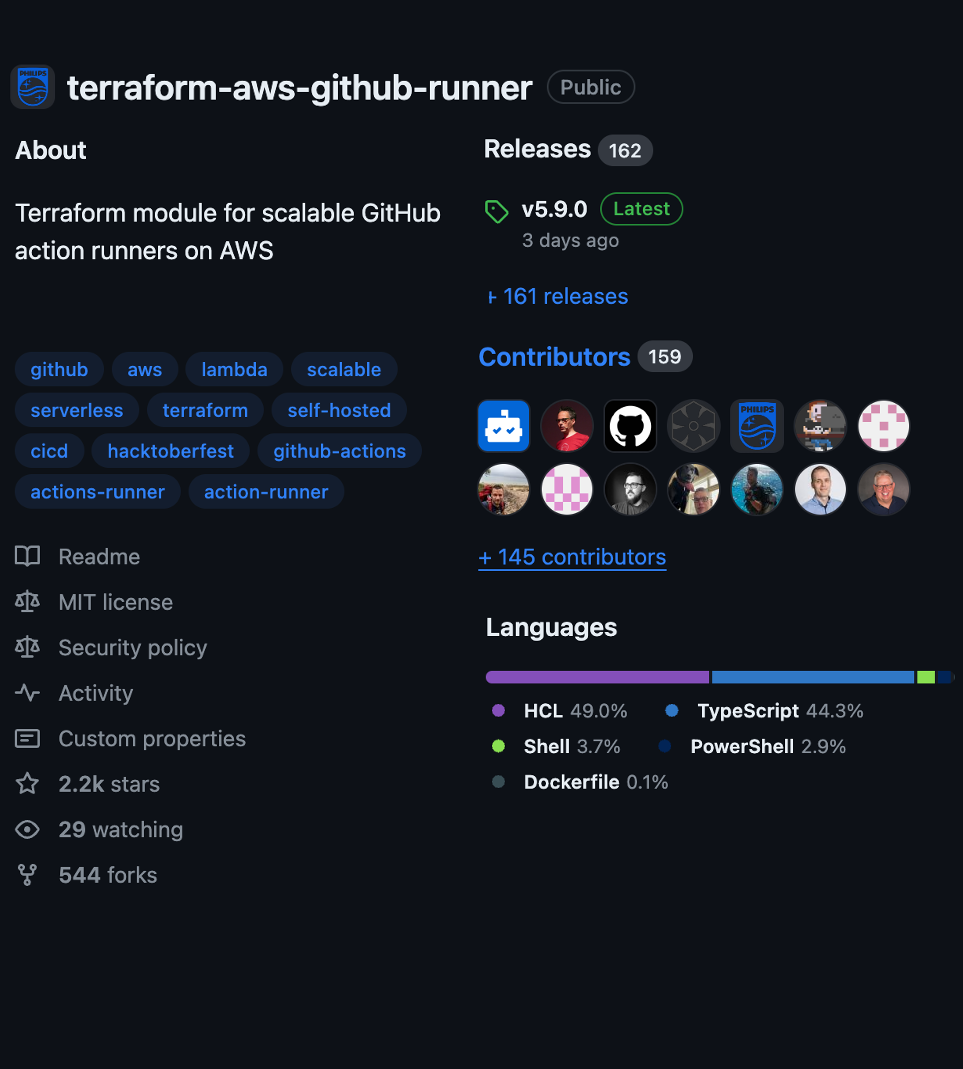 PHILIPS
terraform-aws-github-runner Public
About
Terraform module for scalable GitHub
action runners on AWS
github aws lambda scalable
serverless terraform self-hosted
cicd hacktoberfest github-actions
actions-runner action-runner
Readme
MIT license
Security policy
Activity
Custom properties
2.2k stars
29 watching
544 forks
Releases 162
v5.9.0 Latest
3 days ago
+ 161 releases
Contributors 159
PHILIPS
+ 145 contributors
Languages
HCL 49.0% TypeScript 44.3%
Shell 3.7% PowerShell 2.9%
Dockerfile 0.1%